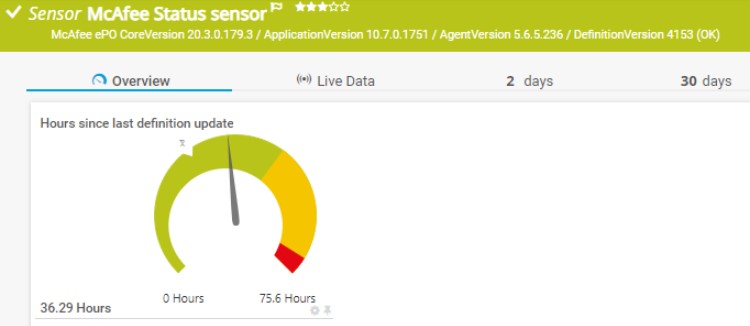 Sensor McAfee Status sensor
McAfee ePO CoreVersion 20.3.0.179.3 / ApplicationVersion 10.7.0.1751 / AgentVersion 5.6.5.236 / DefinitionVersion 4153 (OK)
Overview Live Data 2 days 30 days
Hours since last definition update
0 Hours 75.6 Hours
36.29 Hours